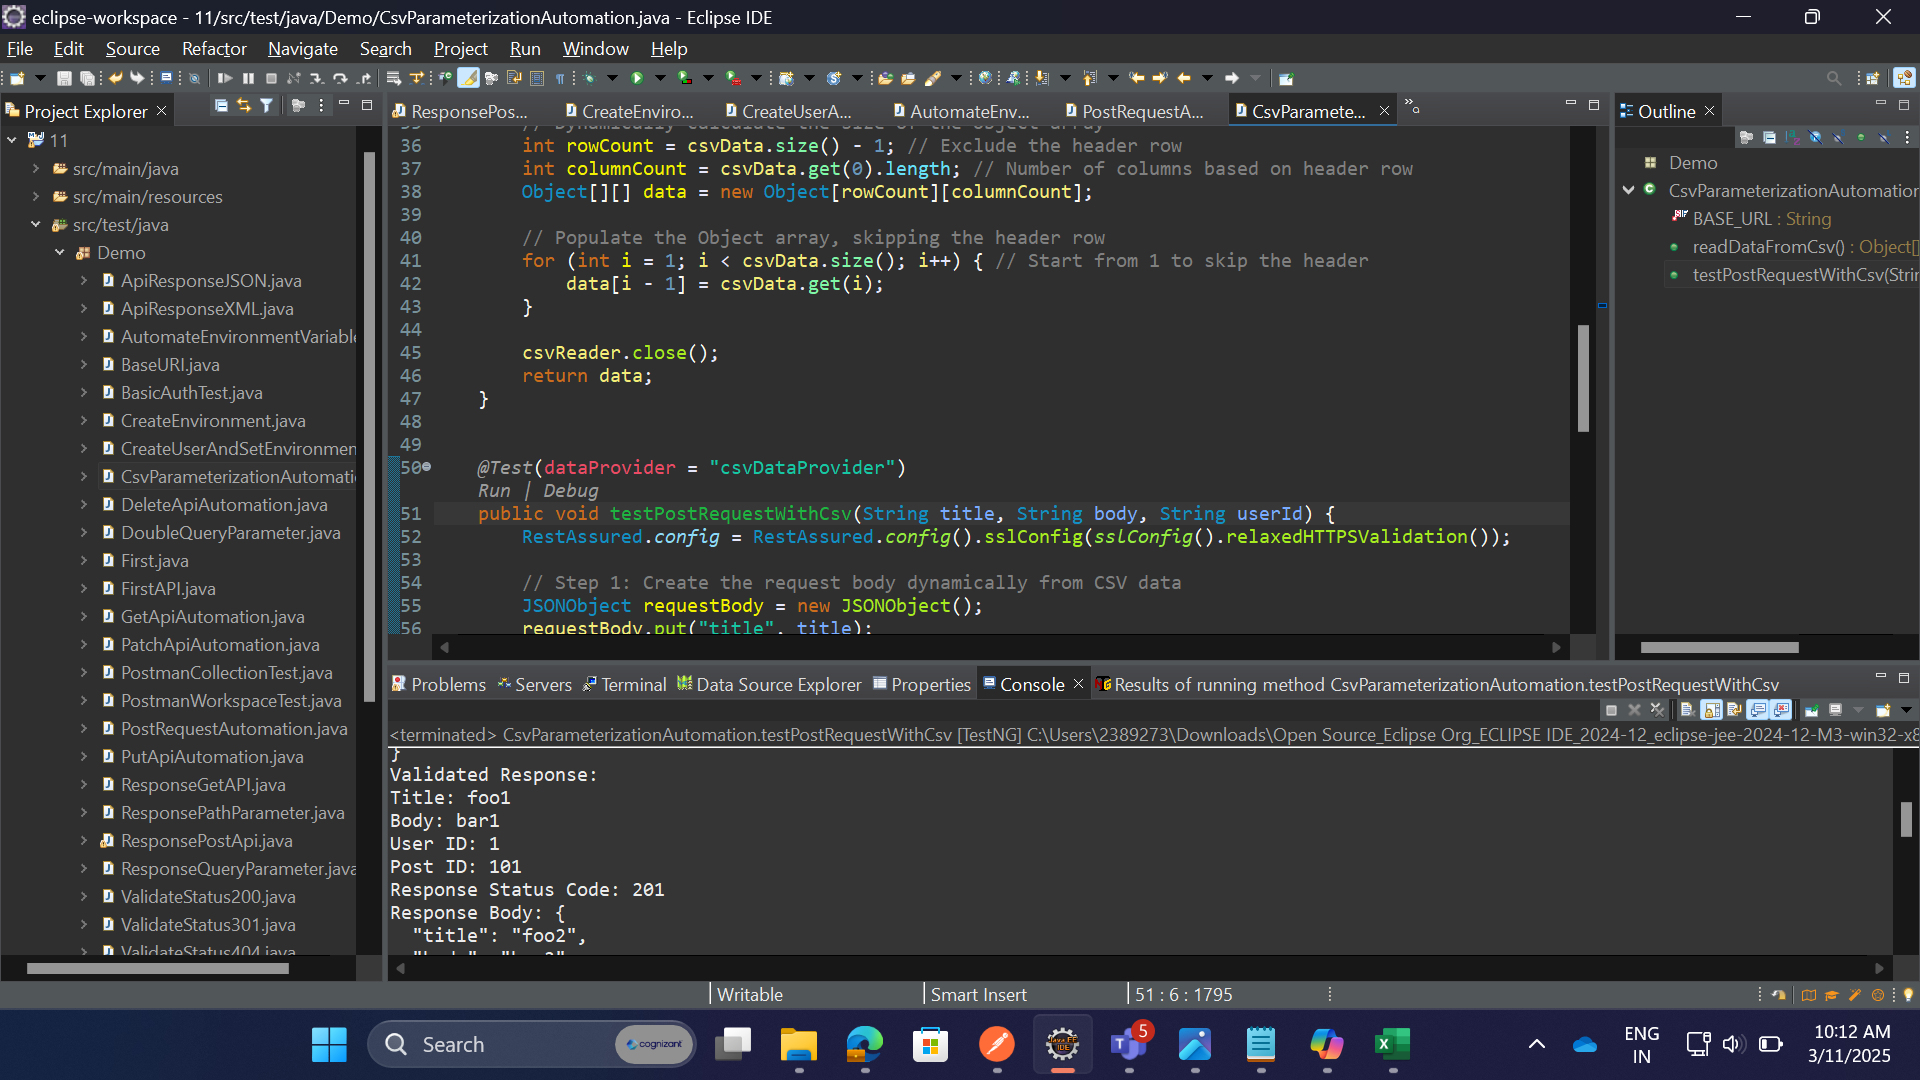 eclipse-workspace - 11/src/test/java/Demo/CsvParameterizationAutomation.java - Eclipse IDE
File Edit Source Refactor Navigate Search Project Run Window Help
Project Explorer
11
src/main/java
src/main/resources
src/test/java
Demo
ApiResponseJSON.java
ApiResponseXML.java
AutomateEnvironmentVariable
BaseURI.java
BasicAuthTest.java
CreateEnvironment.java
CreateUserAndSetEnvironmen
CsvParameterizationAutomati
DeleteApiAutomation.java
DoubleQueryParameter.java
First.java
FirstAPI.java
GetApiAutomation.java
PatchApiAutomation.java
PostmanCollectionTest.java
PostmanWorkspaceTest.java
PostRequestAutomation.java
PutApiAutomation.java
ResponseGetAPI.java
ResponsePathParameter.java
ResponsePostApi.java
ResponseQueryParameter.java
ValidateStatus200.java
ValidateStatus301.java
ValidateStatus404.java
ResponsePos... CreateEnviro... CreateUserA... AutomateEnv... PostRequestA... CsvParamete...
35 // Dynamically calculate the size of the object array
36 int rowCount = csvData.size() - 1; // Exclude the header row
37 int columnCount = csvData.get(0).length; // Number of columns based on header row
38 Object[][] data = new Object[rowCount][columnCount];
39
40 // Populate the Object array, skipping the header row
41 for (int i = 1; i < csvData.size(); i++) { // Start from 1 to skip the header
42 data[i - 1] = csvData.get(i);
43 }
44
45 csvReader.close();
46 return data;
47 }
48
49
50 @Test(dataProvider = "csvDataProvider")
Run | Debug
51 public void testPostRequestWithCsv(String title, String body, String userId) {
52 RestAssured.config = RestAssured.config().sslConfig(sslConfig().relaxedHTTPSValidation());
53
54 // Step 1: Create the request body dynamically from CSV data
55 JSONObject requestBody = new JSONObject();
56 requestBody.put("title", title);
Outline
Demo
CsvParameterizationAutomation
BASE_URL : String
readDataFromCsv() : Object[]
testPostRequestWithCsv(Strin
Problems Servers Terminal Data Source Explorer Properties Console Results of running method CsvParameterizationAutomation.testPostRequestWithCsv
<terminated> CsvParameterizationAutomation.testPostRequestWithCsv [TestNG] C:\Users\2389273\Downloads\Open Source_Eclipse Org_ECLIPSE IDE_2024-12_eclipse-jee-2024-12-M3-win32-x8
}
Validated Response:
Title: foo1
Body: bar1
User ID: 1
Post ID: 101
Response Status Code: 201
Response Body: {
"title": "foo2",
Writable Smart Insert 51 : 6 : 1795
Search cognizant 5 ENG IN 10:12 AM 3/11/2025